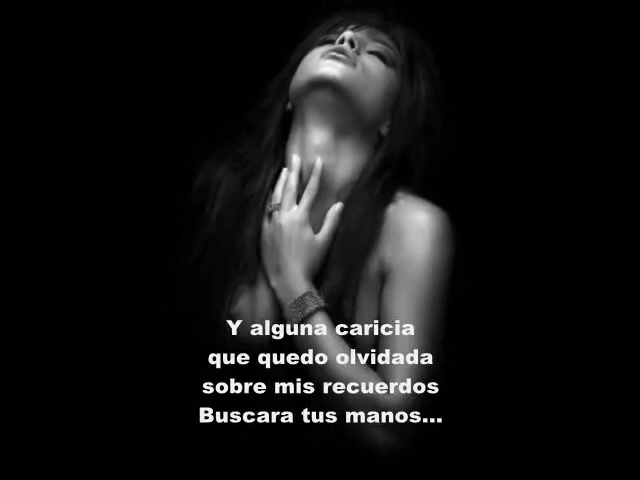 Y alguna caricia
que quedo olvidada
sobre mis recuerdos
Buscara tus manos...